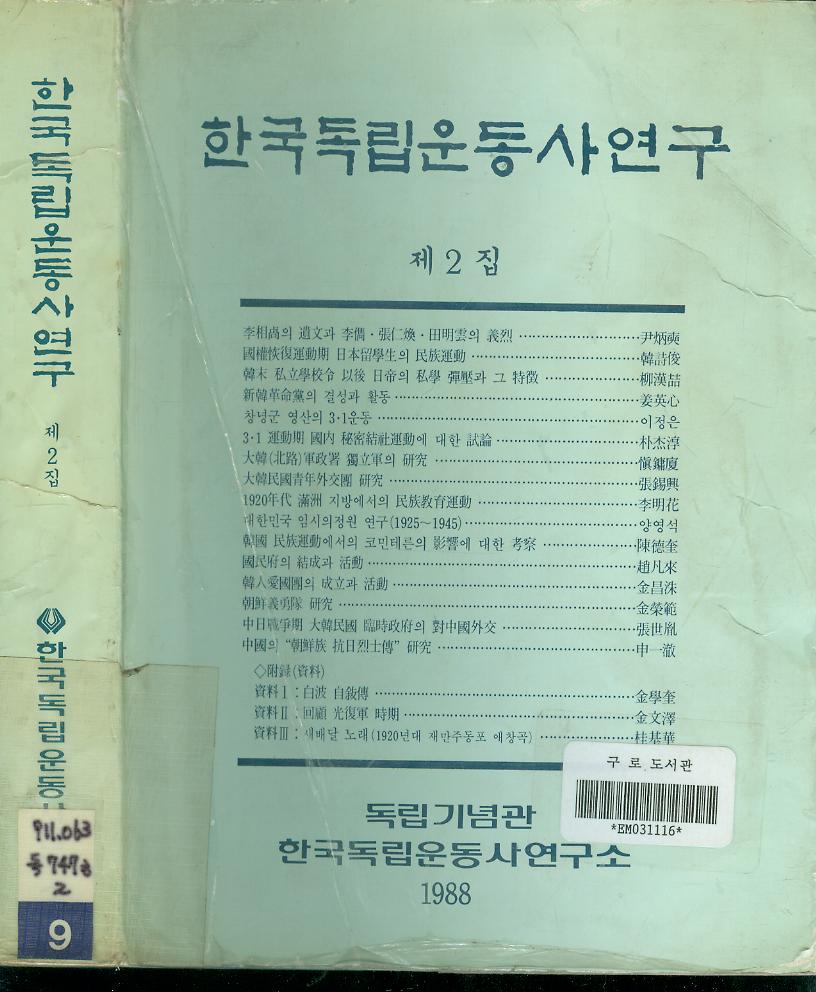 한국독립운동사연구
제2집
한국독립운동
911.063
독747ㅎ
2
9
한국독립운동사연구
제 2 집
李相卨의 遺文과 李儁·張仁煥·田明雲의 義烈 尹炳奭
國權恢復運動期 日本留學生의 民族運動 韓詩俊
韓末 私立學校令 以後 日帝의 私學 彈壓과 그 特徵 柳漢喆
新韓革命黨의 결성과 활동 姜英心
창녕군 영산의 3·1운동 이정은
3·1 運動期 國內 秘密結社運動에 대한 試論 朴杰淳
大韓(北路)軍政署 獨立軍의 硏究 愼鏞廈
大韓民國靑年外交團 硏究 張錫興
1920年代 滿洲 지방에서의 民族敎育運動 李明花
대한민국 임시의정원 연구(1925~1945) 양영석
韓國 民族運動에서의 코민테른의 影響에 대한 考察 陳德奎
國民府의 結成과 活動 趙凡來
韓人愛國團의 成立과 活動 金昌洙
朝鮮義勇隊 硏究 金榮範
中日戰爭期 大韓民國 臨時政府의 對中國外交 張世胤
中國의 “朝鮮族 抗日烈士傳” 硏究 申一澈
◇附錄(資料)
資料Ⅰ: 白波 自敍傳 金學奎
資料Ⅱ: 回顧 光復軍 時期 金文澤
資料Ⅲ: 새배달 노래(1920년대 재만주동포 애창곡) 桂基華
구 로 도서관
*EM031116*
독립기념관
한국독립운동사연구소
1988